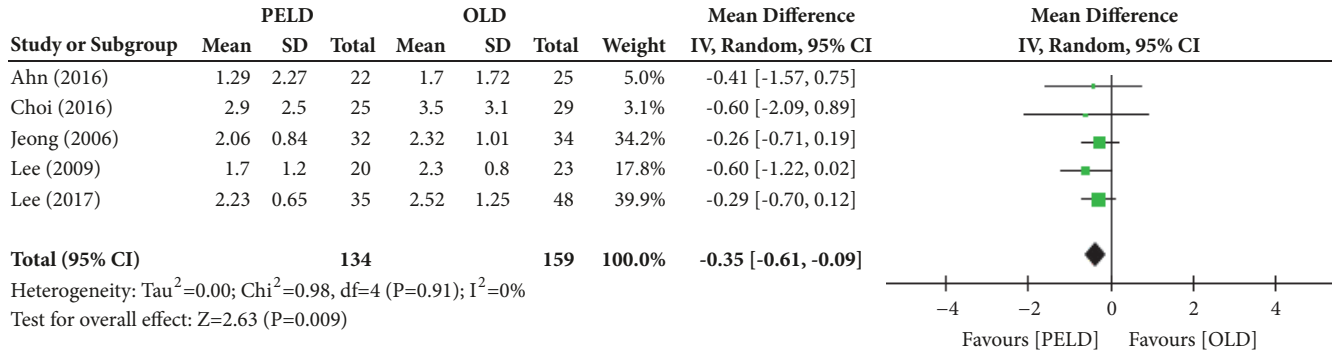 PELD OLD Mean Difference Mean Difference
Study or Subgroup Mean SD Total Mean SD Total Weight IV, Random, 95% CI IV, Random, 95% CI
Ahn (2016) 1.29 2.27 22 1.7 1.72 25 5.0% -0.41 [-1.57, 0.75]
Choi (2016) 2.9 2.5 25 3.5 3.1 29 3.1% -0.60 [-2.09, 0.89]
Jeong (2006) 2.06 0.84 32 2.32 1.01 34 34.2% -0.26 [-0.71, 0.19]
Lee (2009) 1.7 1.2 20 2.3 0.8 23 17.8% -0.60 [-1.22, 0.02]
Lee (2017) 2.23 0.65 35 2.52 1.25 48 39.9% -0.29 [-0.70, 0.12]
Total (95% CI) 134 159 100.0% -0.35 [-0.61, -0.09]
Heterogeneity: Tau²=0.00; Chi²=0.98, df=4 (P=0.91); I²=0%
Test for overall effect: Z=2.63 (P=0.009)
−4 −2 0 2 4
Favours [PELD] Favours [OLD]